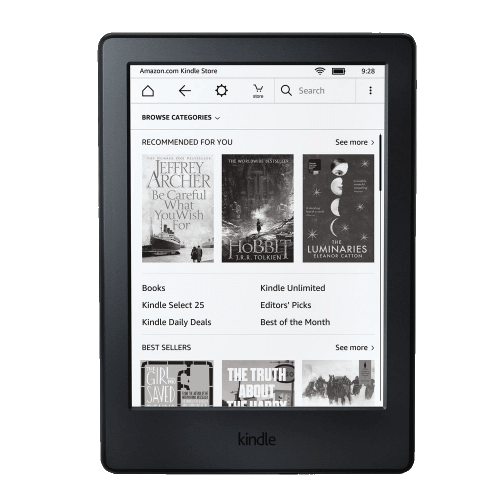 Amazon.com Kindle Store 9:28
store Search
BROWSE CATEGORIES
RECOMMENDED FOR YOU See more
JEFFREY ARCHER
Be Careful
What
You Wish
For
THE WORLDWIDE BESTSELLER
THE HOBBIT
J.R.R. TOLKIEN
THE
LUMINARIES
ELEANOR CATTON
Books Kindle Unlimited
Kindle Select 25 Editors' Picks
Kindle Daily Deals Best of the Month
BEST SELLERS See more
THE GIRL
SAVED
THE TRUTH
ABOUT
THE HARRY
kindle